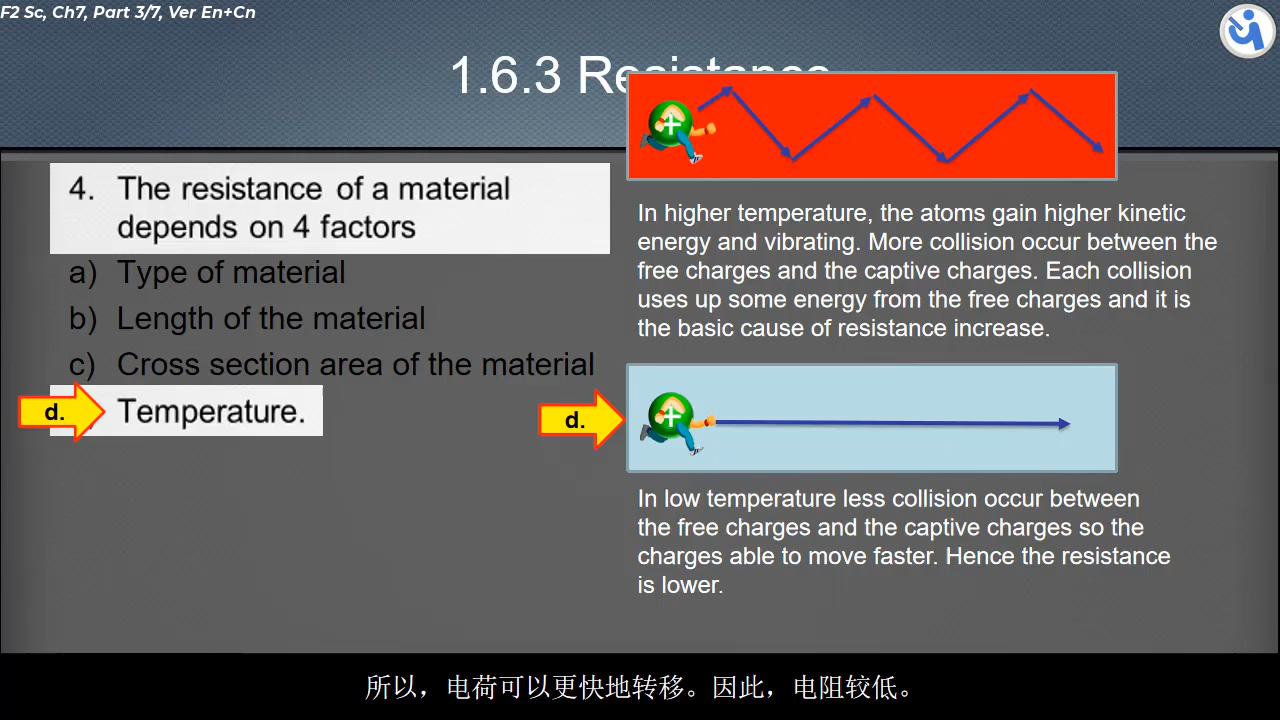 F2 Sc, Ch7, Part 3/7, Ver En+Cn
1.6.3 Resistance
4. The resistance of a material
depends on 4 factors
a) Type of material
b) Length of the material
c) Cross section area of the material
d. Temperature.
In higher temperature, the atoms gain higher kinetic
energy and vibrating. More collision occur between the
free charges and the captive charges. Each collision
uses up some energy from the free charges and it is
the basic cause of resistance increase.
d.
In low temperature less collision occur between
the free charges and the captive charges so the
charges able to move faster. Hence the resistance
is lower.
所以，电荷可以更快地转移。因此，电阻较低。